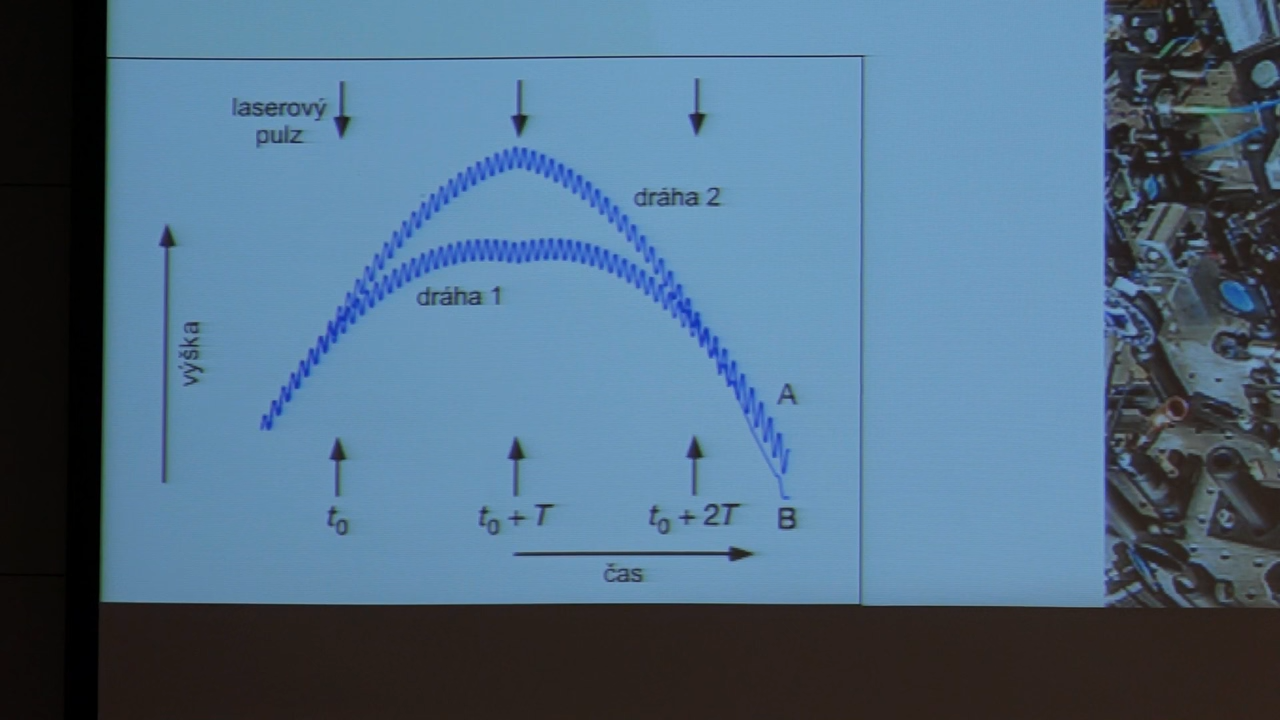 laserový
pulz
dráha 2
dráha 1
výška
A
t₀
t₀ + T
t₀ + 2T
B
čas